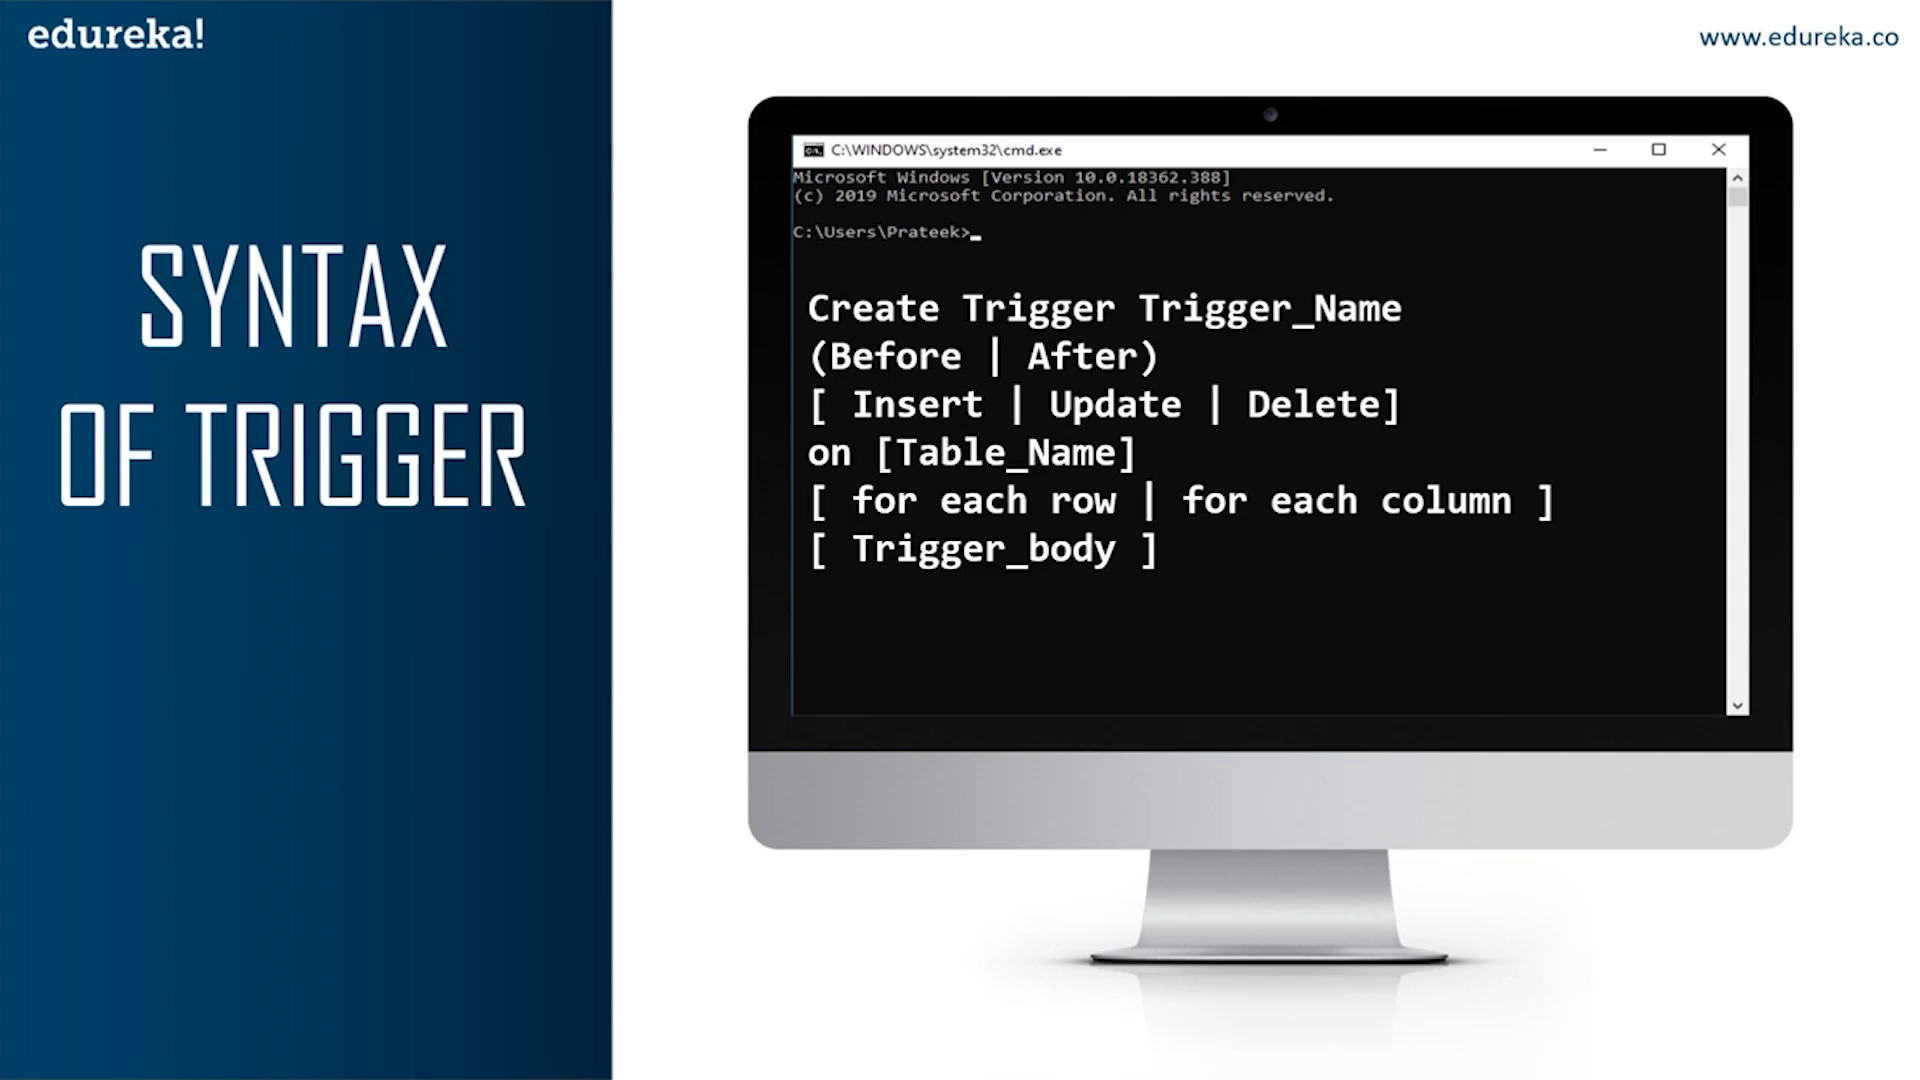 edureka!
www.edureka.co
SYNTAX
OF TRIGGER
C:\WINDOWS\system32\cmd.exe
Microsoft Windows [Version 10.0.18362.388]
(c) 2019 Microsoft Corporation. All rights reserved.
C:\Users\Prateek>_
Create Trigger Trigger_Name
(Before | After)
[ Insert | Update | Delete]
on [Table_Name]
[ for each row | for each column ]
[ Trigger_body ]